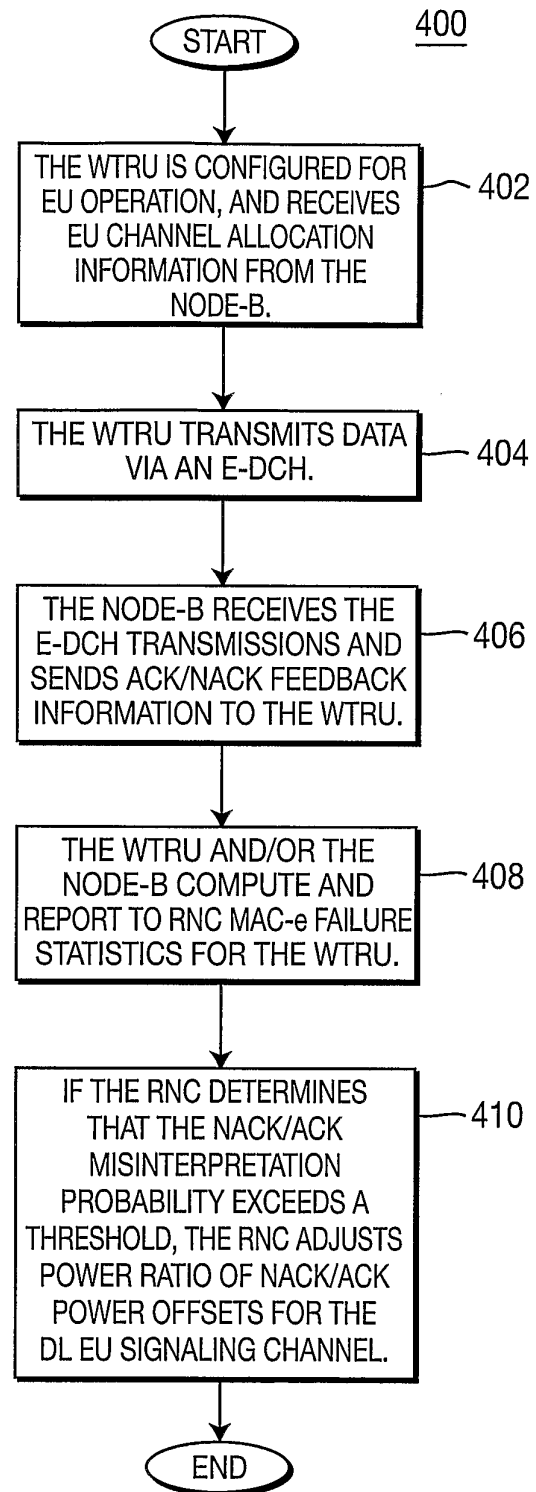 START
400
THE WTRU IS CONFIGURED FOR
EU OPERATION, AND RECEIVES
EU CHANNEL ALLOCATION
INFORMATION FROM THE
NODE-B.
402
THE WTRU TRANSMITS DATA
VIA AN E-DCH.
404
THE NODE-B RECEIVES THE
E-DCH TRANSMISSIONS AND
SENDS ACK/NACK FEEDBACK
INFORMATION TO THE WTRU.
406
THE WTRU AND/OR THE
NODE-B COMPUTE AND
REPORT TO RNC MAC-e FAILURE
STATISTICS FOR THE WTRU.
408
IF THE RNC DETERMINES
THAT THE NACK/ACK
MISINTERPRETATION
PROBABILITY EXCEEDS A
THRESHOLD, THE RNC ADJUSTS
POWER RATIO OF NACK/ACK
POWER OFFSETS FOR THE
DL EU SIGNALING CHANNEL.
410
END